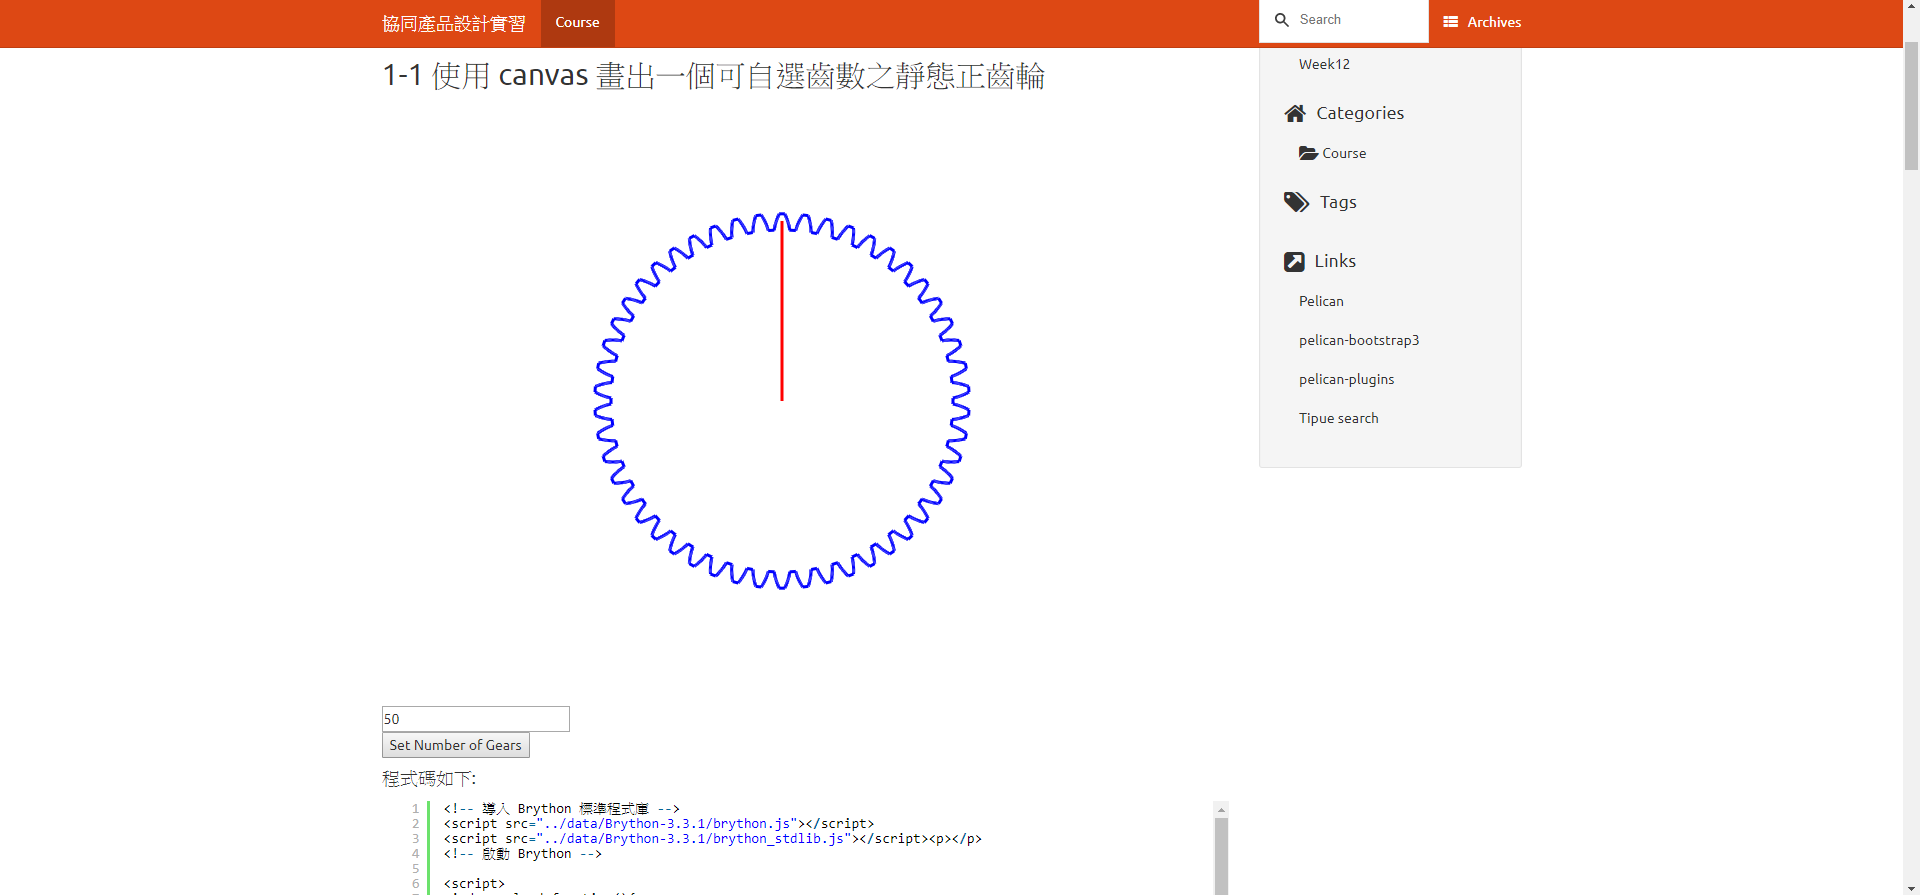 協同產品設計實習
Course
Search
Archives
1-1 使用 canvas 畫出一個可自選齒數之靜態正齒輪
Week12
Categories
Course
Tags
Links
Pelican
pelican-bootstrap3
pelican-plugins
Tipue search
50
Set Number of Gears
程式碼如下:
1 <!-- 導入 Brython 標準程式庫 -->
2 <script src="../data/Brython-3.3.1/brython.js"></script>
3 <script src="../data/Brython-3.3.1/brython_stdlib.js"></script><p></p>
4 <!-- 啟動 Brython -->
5
6 <script>